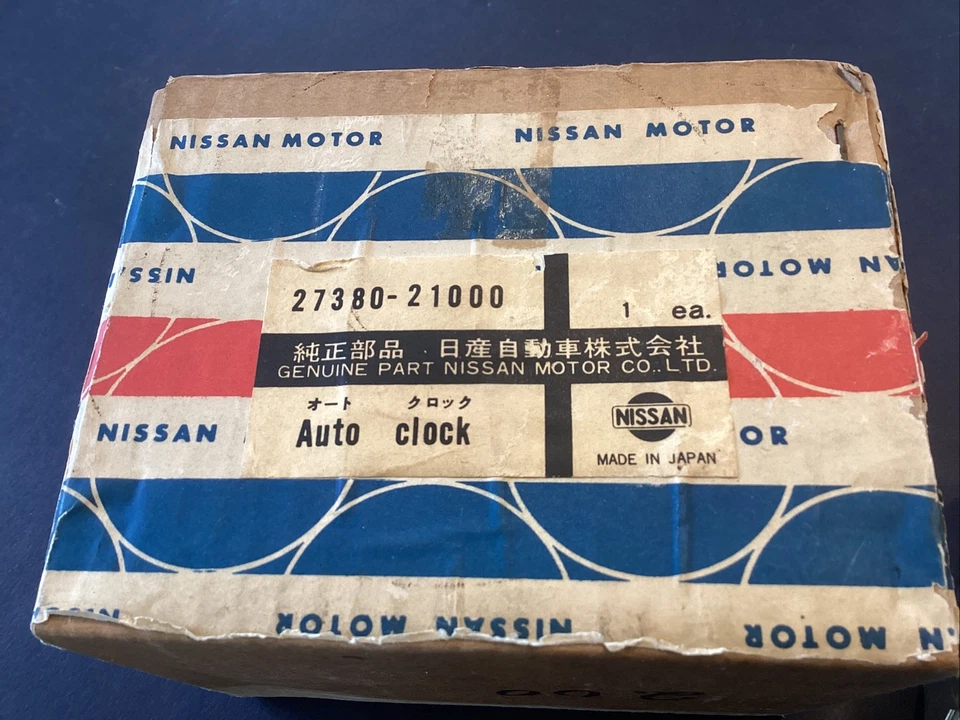 NISSAN MOTOR NISSAN MOTOR
NISSAN MOTOR
27380-21000
1 ea.
純正部品 日産自動車株式会社
GENUINE PART NISSAN MOTOR CO., LTD.
オート クロック
Auto clock
NISSAN
MADE IN JAPAN
NISSAN
NISSAN MOTOR
MOTOR